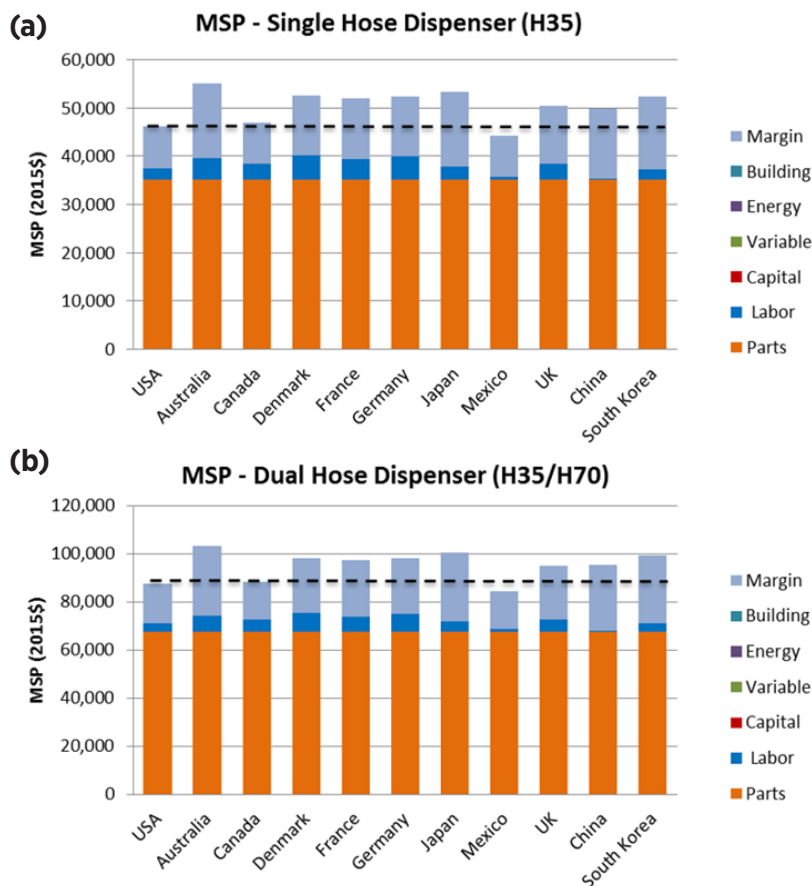 (a)
MSP - Single Hose Dispenser (H35)
60,000
50,000
40,000
30,000
20,000
10,000
0
MSP (2015$)
USA
Australia
Canada
Denmark
France
Germany
Japan
Mexico
UK
China
South Korea
Margin
Building
Energy
Variable
Capital
Labor
Parts
(b)
MSP - Dual Hose Dispenser (H35/H70)
120,000
100,000
80,000
60,000
40,000
20,000
0
MSP (2015$)
USA
Australia
Canada
Denmark
France
Germany
Japan
Mexico
UK
China
South Korea
Margin
Building
Energy
Variable
Capital
Labor
Parts